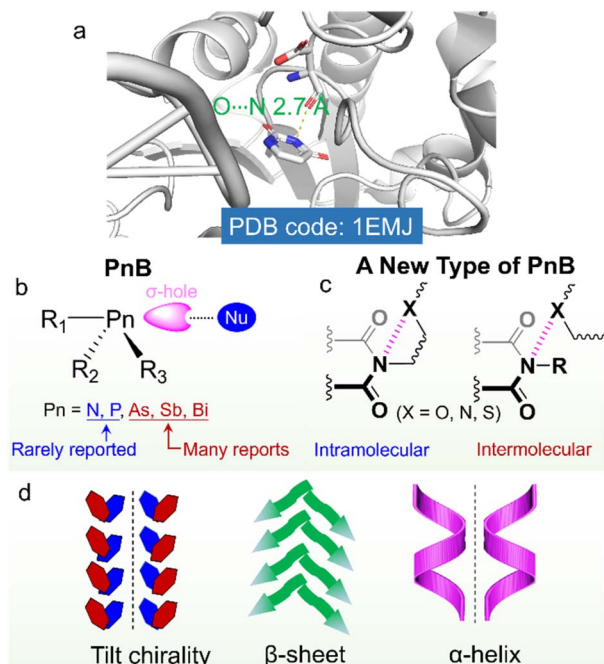 a
O···N 2.7 Å
PDB code: 1EMJ
PnB
b
σ-hole
R1 Pn Nu
R2 R3
Pn = N, P, As, Sb, Bi
Rarely reported Many reports
A New Type of PnB
c
X X
O O
N N–R
O O
(X = O, N, S)
Intramolecular Intermolecular
d
Tilt chirality β-sheet α-helix